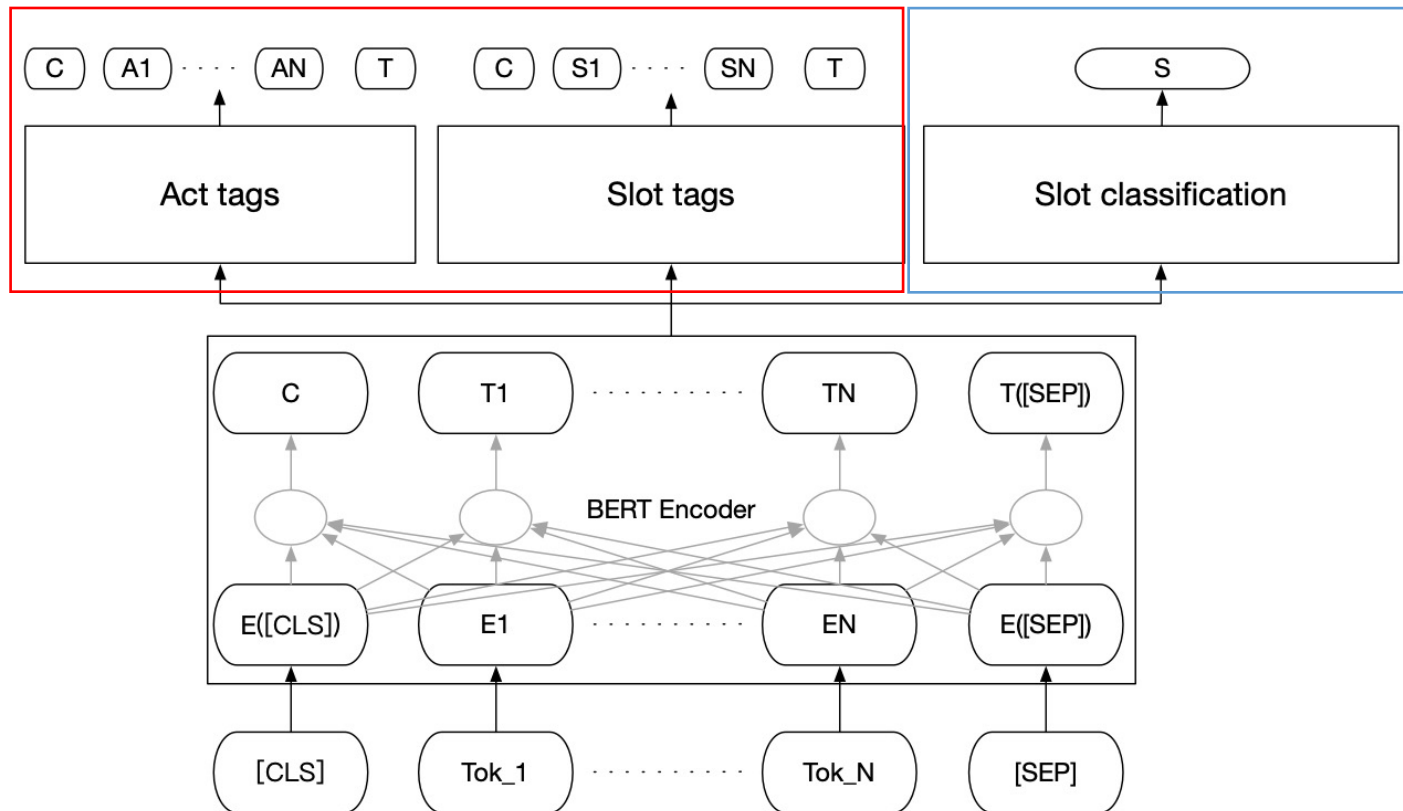 C A1 · · · · AN T C S1 · · · · SN T S
Act tags Slot tags Slot classification
C T1 · · · · · · · · · · · · TN T([SEP])
BERT Encoder
E([CLS]) E1 · · · · · · · · · · · · EN E([SEP])
[CLS] Tok_1 · · · · · · · · · · · · Tok_N [SEP]